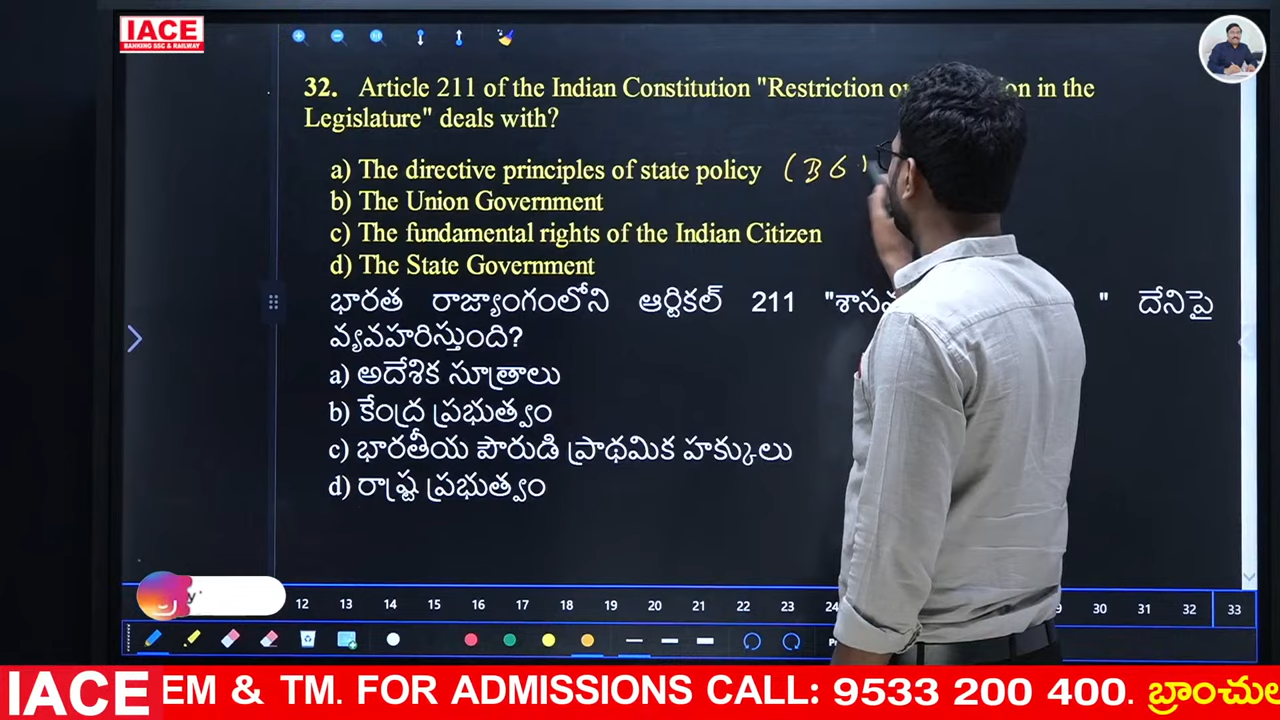 IACE
BANKING SSC & RAILWAY
32. Article 211 of the Indian Constitution "Restriction in the
Legislature" deals with?
a) The directive principles of state policy (36
b) The Union Government
c) The fundamental rights of the Indian Citizen
d) The State Government
భారత రాజ్యాంగంలోని ఆర్టికల్ 211 " " దేనిపై
వ్యవహరిస్తుంది?
a) అదేశిక సూత్రాలు
b) కేంద్ర ప్రభుత్వం
c) భారతీయ పౌరుడి ప్రాథమిక హక్కులు
d) రాష్ట్ర ప్రభుత్వం
12 13 14 15 16 17 18 19 20 21 22 23 24 30 31 32 33
IACE EM & TM. FOR ADMISSIONS CALL: 9533 200 400.